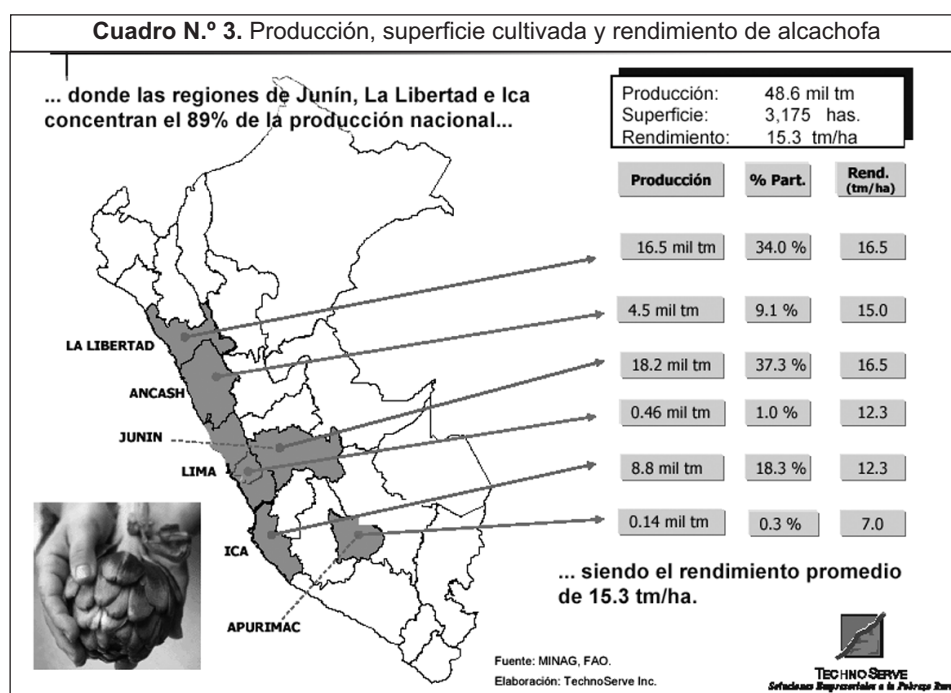 Cuadro N.º 3. Producción, superficie cultivada y rendimiento de alcachofa
... donde las regiones de Junín, La Libertad e Ica
concentran el 89% de la producción nacional...
Producción: 48.6 mil tm
Superficie: 3,175 has.
Rendimiento: 15.3 tm/ha
Producción % Part. Rend.
(tm/ha)
16.5 mil tm 34.0 % 16.5
4.5 mil tm 9.1 % 15.0
18.2 mil tm 37.3 % 16.5
0.46 mil tm 1.0 % 12.3
8.8 mil tm 18.3 % 12.3
0.14 mil tm 0.3 % 7.0
LA LIBERTAD
ANCASH
JUNIN
LIMA
ICA
APURIMAC
... siendo el rendimiento promedio
de 15.3 tm/ha.
Fuente: MINAG, FAO.
Elaboración: TechnoServe Inc.
TECHNOSERVE
Soluciones Empresariales a la Pobreza